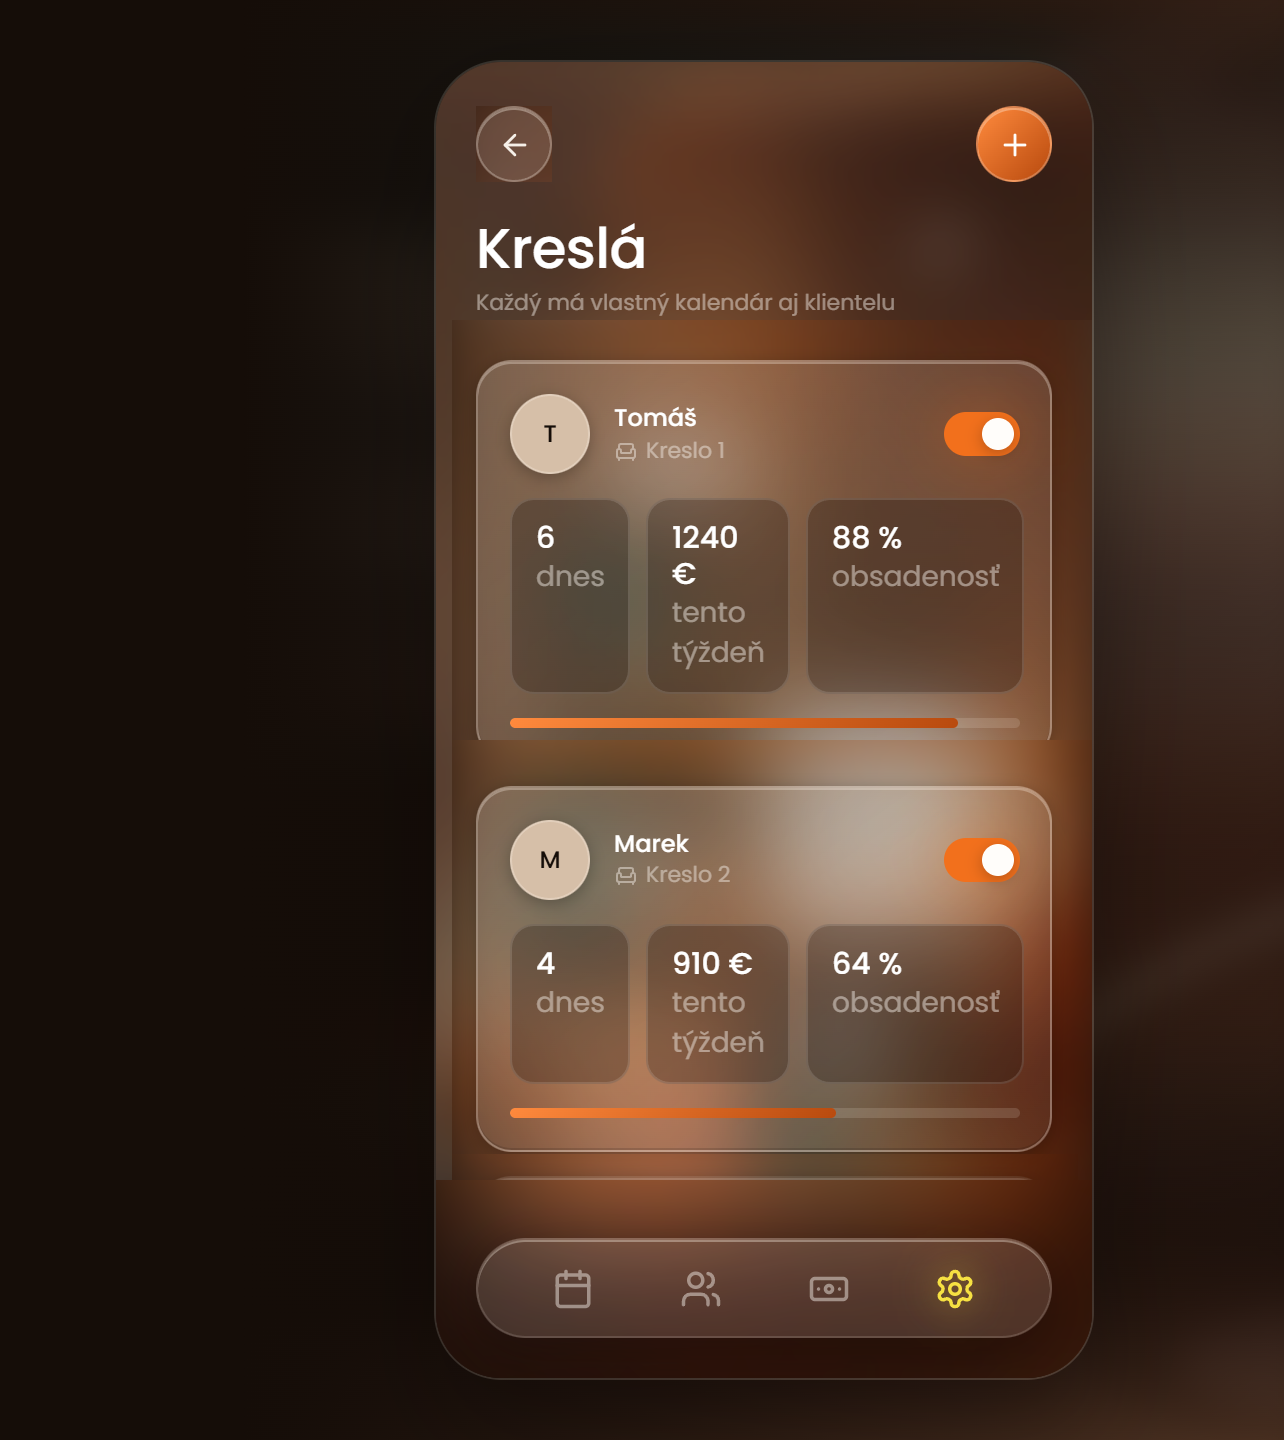 Kreslá
Každý má vlastný kalendár aj klientelu
T
Tomáš
Kreslo 1
6
dnes
1240
€
tento
týždeň
88 %
obsadenosť
M
Marek
Kreslo 2
4
dnes
910 €
tento
týždeň
64 %
obsadenosť